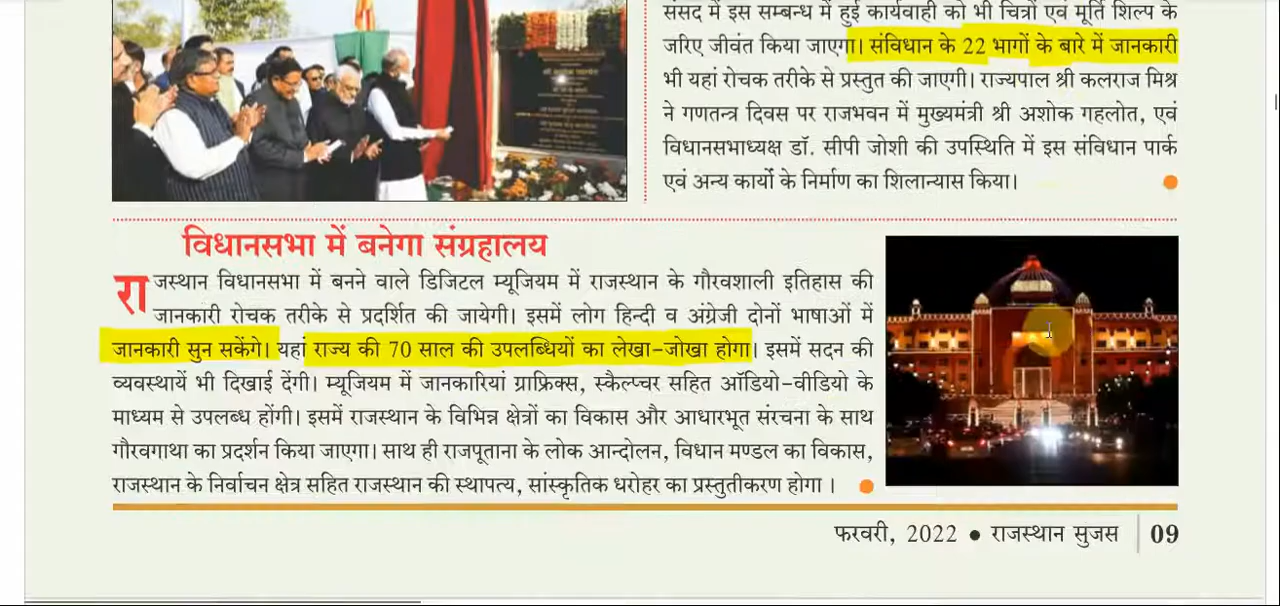 संसद में इस सम्बन्ध में हुई कार्यवाही को भी चित्रों एवं मूर्ति शिल्प के
जरिए जीवंत किया जाएगा। संविधान के 22 भागों के बारे में जानकारी
भी यहां रोचक तरीके से प्रस्तुत की जाएगी। राज्यपाल श्री कलराज मिश्र
ने गणतन्त्र दिवस पर राजभवन में मुख्यमंत्री श्री अशोक गहलोत, एवं
विधानसभाध्यक्ष डॉ. सीपी जोशी की उपस्थिति में इस संविधान पार्क
एवं अन्य कार्यो के निर्माण का शिलान्यास किया।
विधानसभा में बनेगा संग्रहालय
राजस्थान विधानसभा में बनने वाले डिजिटल म्यूजियम में राजस्थान के गौरवशाली इतिहास की
जानकारी रोचक तरीके से प्रदर्शित की जायेगी। इसमें लोग हिन्दी व अंग्रेजी दोनों भाषाओं में
जानकारी सुन सकेंगे। यहां राज्य की 70 साल की उपलब्धियों का लेखा-जोखा होगा। इसमें सदन की
व्यवस्थायें भी दिखाई देंगी। म्यूजियम में जानकारियां ग्राफ्रिक्स, स्कैल्प्चर सहित ऑडियो-वीडियो के
माध्यम से उपलब्ध होंगी। इसमें राजस्थान के विभिन्न क्षेत्रों का विकास और आधारभूत संरचना के साथ
गौरवगाथा का प्रदर्शन किया जाएगा। साथ ही राजपूताना के लोक आन्दोलन, विधान मण्डल का विकास,
राजस्थान के निर्वाचन क्षेत्र सहित राजस्थान की स्थापत्य, सांस्कृतिक धरोहर का प्रस्तुतीकरण होगा ।
फरवरी, 2022 ● राजस्थान सुजस 09